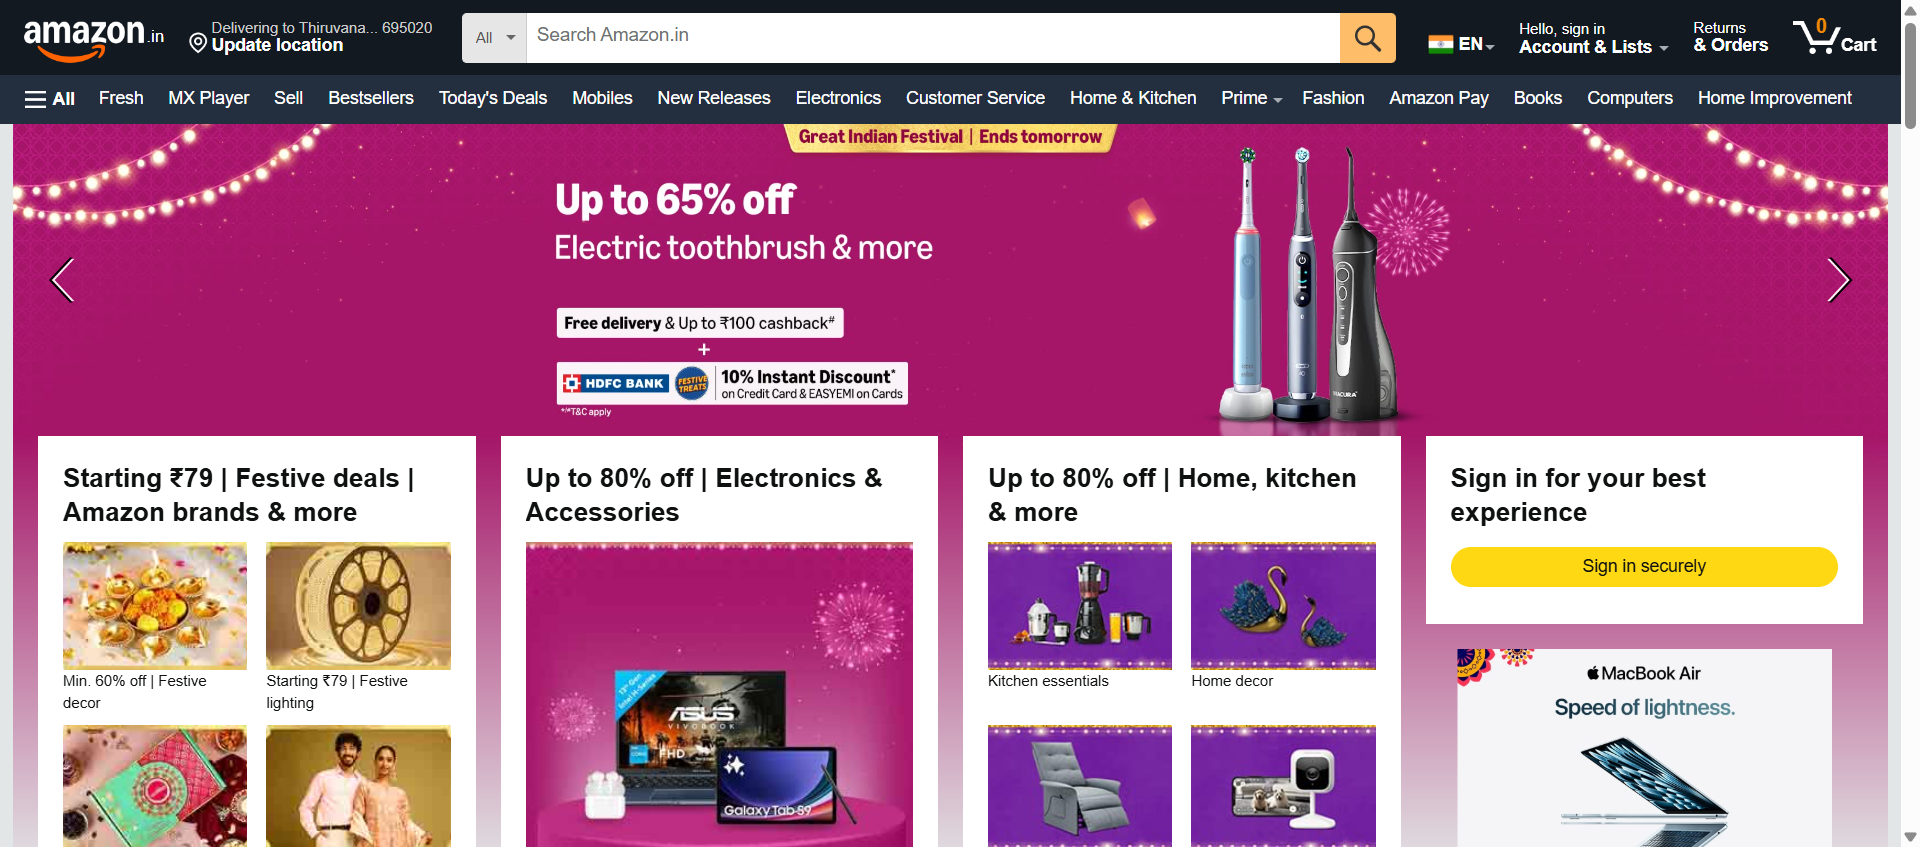 amazon.in
Delivering to Thiruvana... 695020
Update location
All
Search Amazon.in
EN
Hello, sign in
Account & Lists
Returns
& Orders
0
Cart
All
Fresh
MX Player
Sell
Bestsellers
Today's Deals
Mobiles
New Releases
Electronics
Customer Service
Home & Kitchen
Prime
Fashion
Amazon Pay
Books
Computers
Home Improvement
Great Indian Festival | Ends tomorrow
Up to 65% off
Electric toothbrush & more
Free delivery & Up to ₹100 cashback#
+
HDFC BANK
FESTIVE
TREATS
10% Instant Discount*
on Credit Card & EASYEMI on Cards
*/#T&C apply
Starting ₹79 | Festive deals |
Amazon brands & more
Min. 60% off | Festive
decor
Starting ₹79 | Festive
lighting
Up to 80% off | Electronics &
Accessories
13th Gen
Intel H-Series
ASUS
VIVOBOOK
FHD
Galaxy Tab S9
Up to 80% off | Home, kitchen
& more
Kitchen essentials
Home decor
Sign in for your best
experience
Sign in securely
MacBook Air
Speed of lightness.